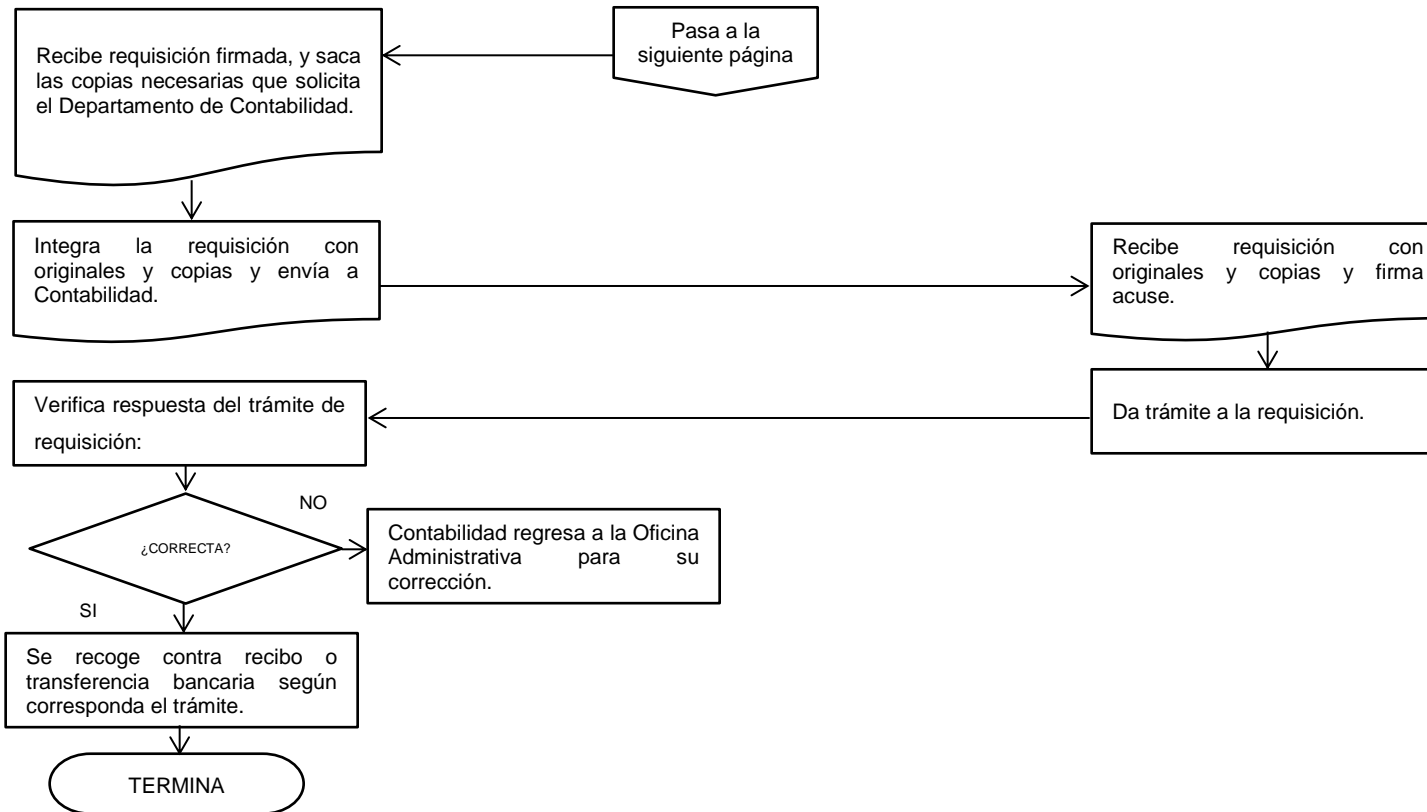 Pasa a la
siguiente página
Recibe requisición firmada, y saca
las copias necesarias que solicita
el Departamento de Contabilidad.
Integra la requisición con
originales y copias y envía a
Contabilidad.
Recibe requisición con
originales y copias y firma
acuse.
Da trámite a la requisición.
Verifica respuesta del trámite de
requisición:
¿CORRECTA?
NO
Contabilidad regresa a la Oficina
Administrativa para su
corrección.
SI
Se recoge contra recibo o
transferencia bancaria según
corresponda el trámite.
TERMINA